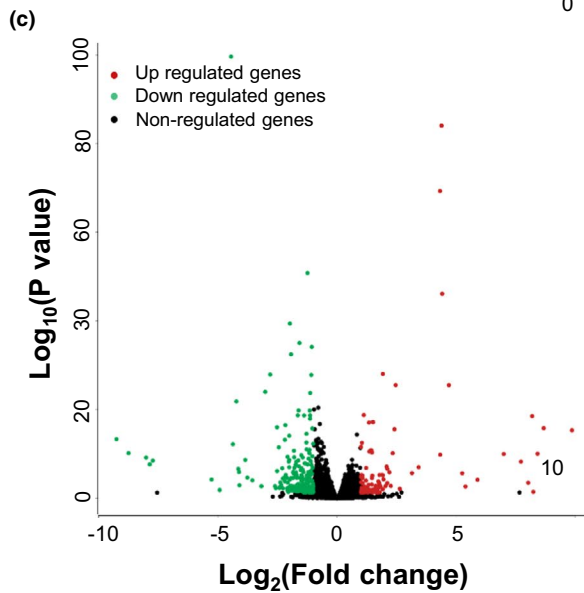 0
(c)
100
Up regulated genes
Down regulated genes
Non-regulated genes
80
60
30
20
0
Log10(P value)
10
-10
-5
0
5
Log2(Fold change)